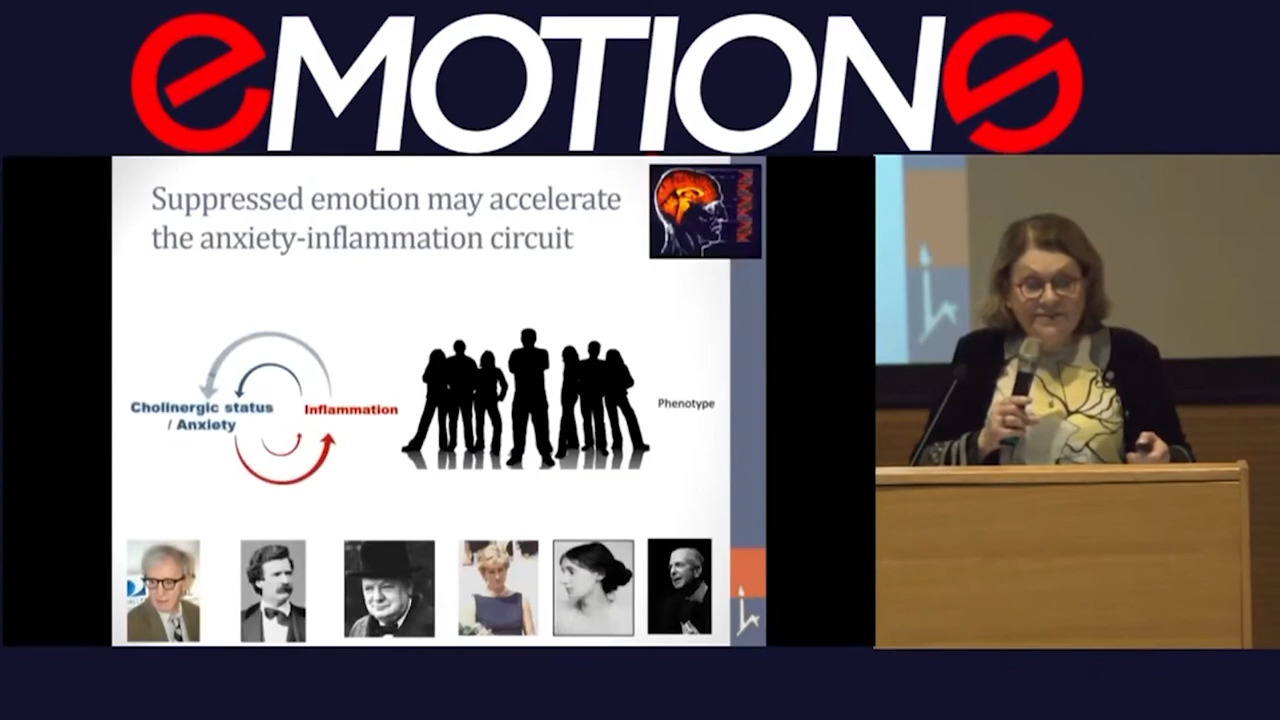 eMOTIONS
Suppressed emotion may accelerate
the anxiety-inflammation circuit
Cholinergic status
/ Anxiety
Inflammation
Phenotype